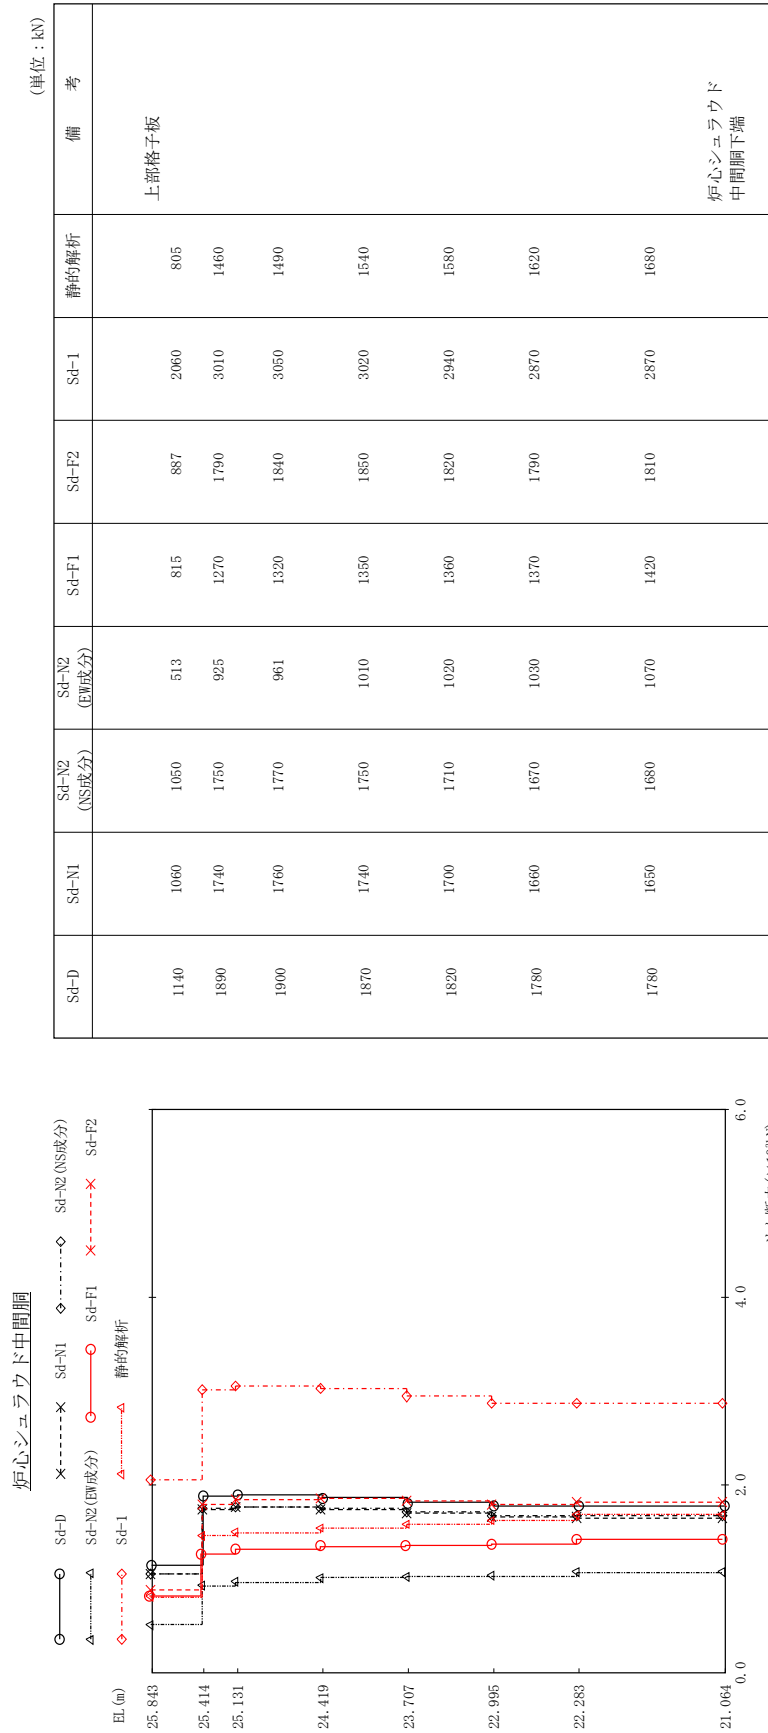 炉心シュラウド中間胴
Sd-D
Sd-N1
Sd-N2(NS成分)
Sd-N2(EW成分)
Sd-F1
Sd-F2
Sd-1
静的解析
EL(m)
25.843
25.414
25.131
24.419
23.707
22.995
22.283
21.064
0.0
2.0
4.0
6.0
(単位:kN)
Sd-D Sd-N1 Sd-N2 (NS成分) Sd-N2 (EW成分) Sd-F1 Sd-F2 Sd-1 静的解析 備 考
上部格子板
1140 1060 1050 513 815 887 2060 805
1890 1740 1750 925 1270 1790 3010 1460
1900 1760 1770 961 1320 1840 3050 1490
1870 1740 1750 1010 1350 1850 3020 1540
1820 1700 1710 1020 1360 1820 2940 1580
1780 1660 1670 1030 1370 1790 2870 1620
1780 1650 1680 1070 1420 1810 2870 1680
炉心シュラウド
中間胴下端